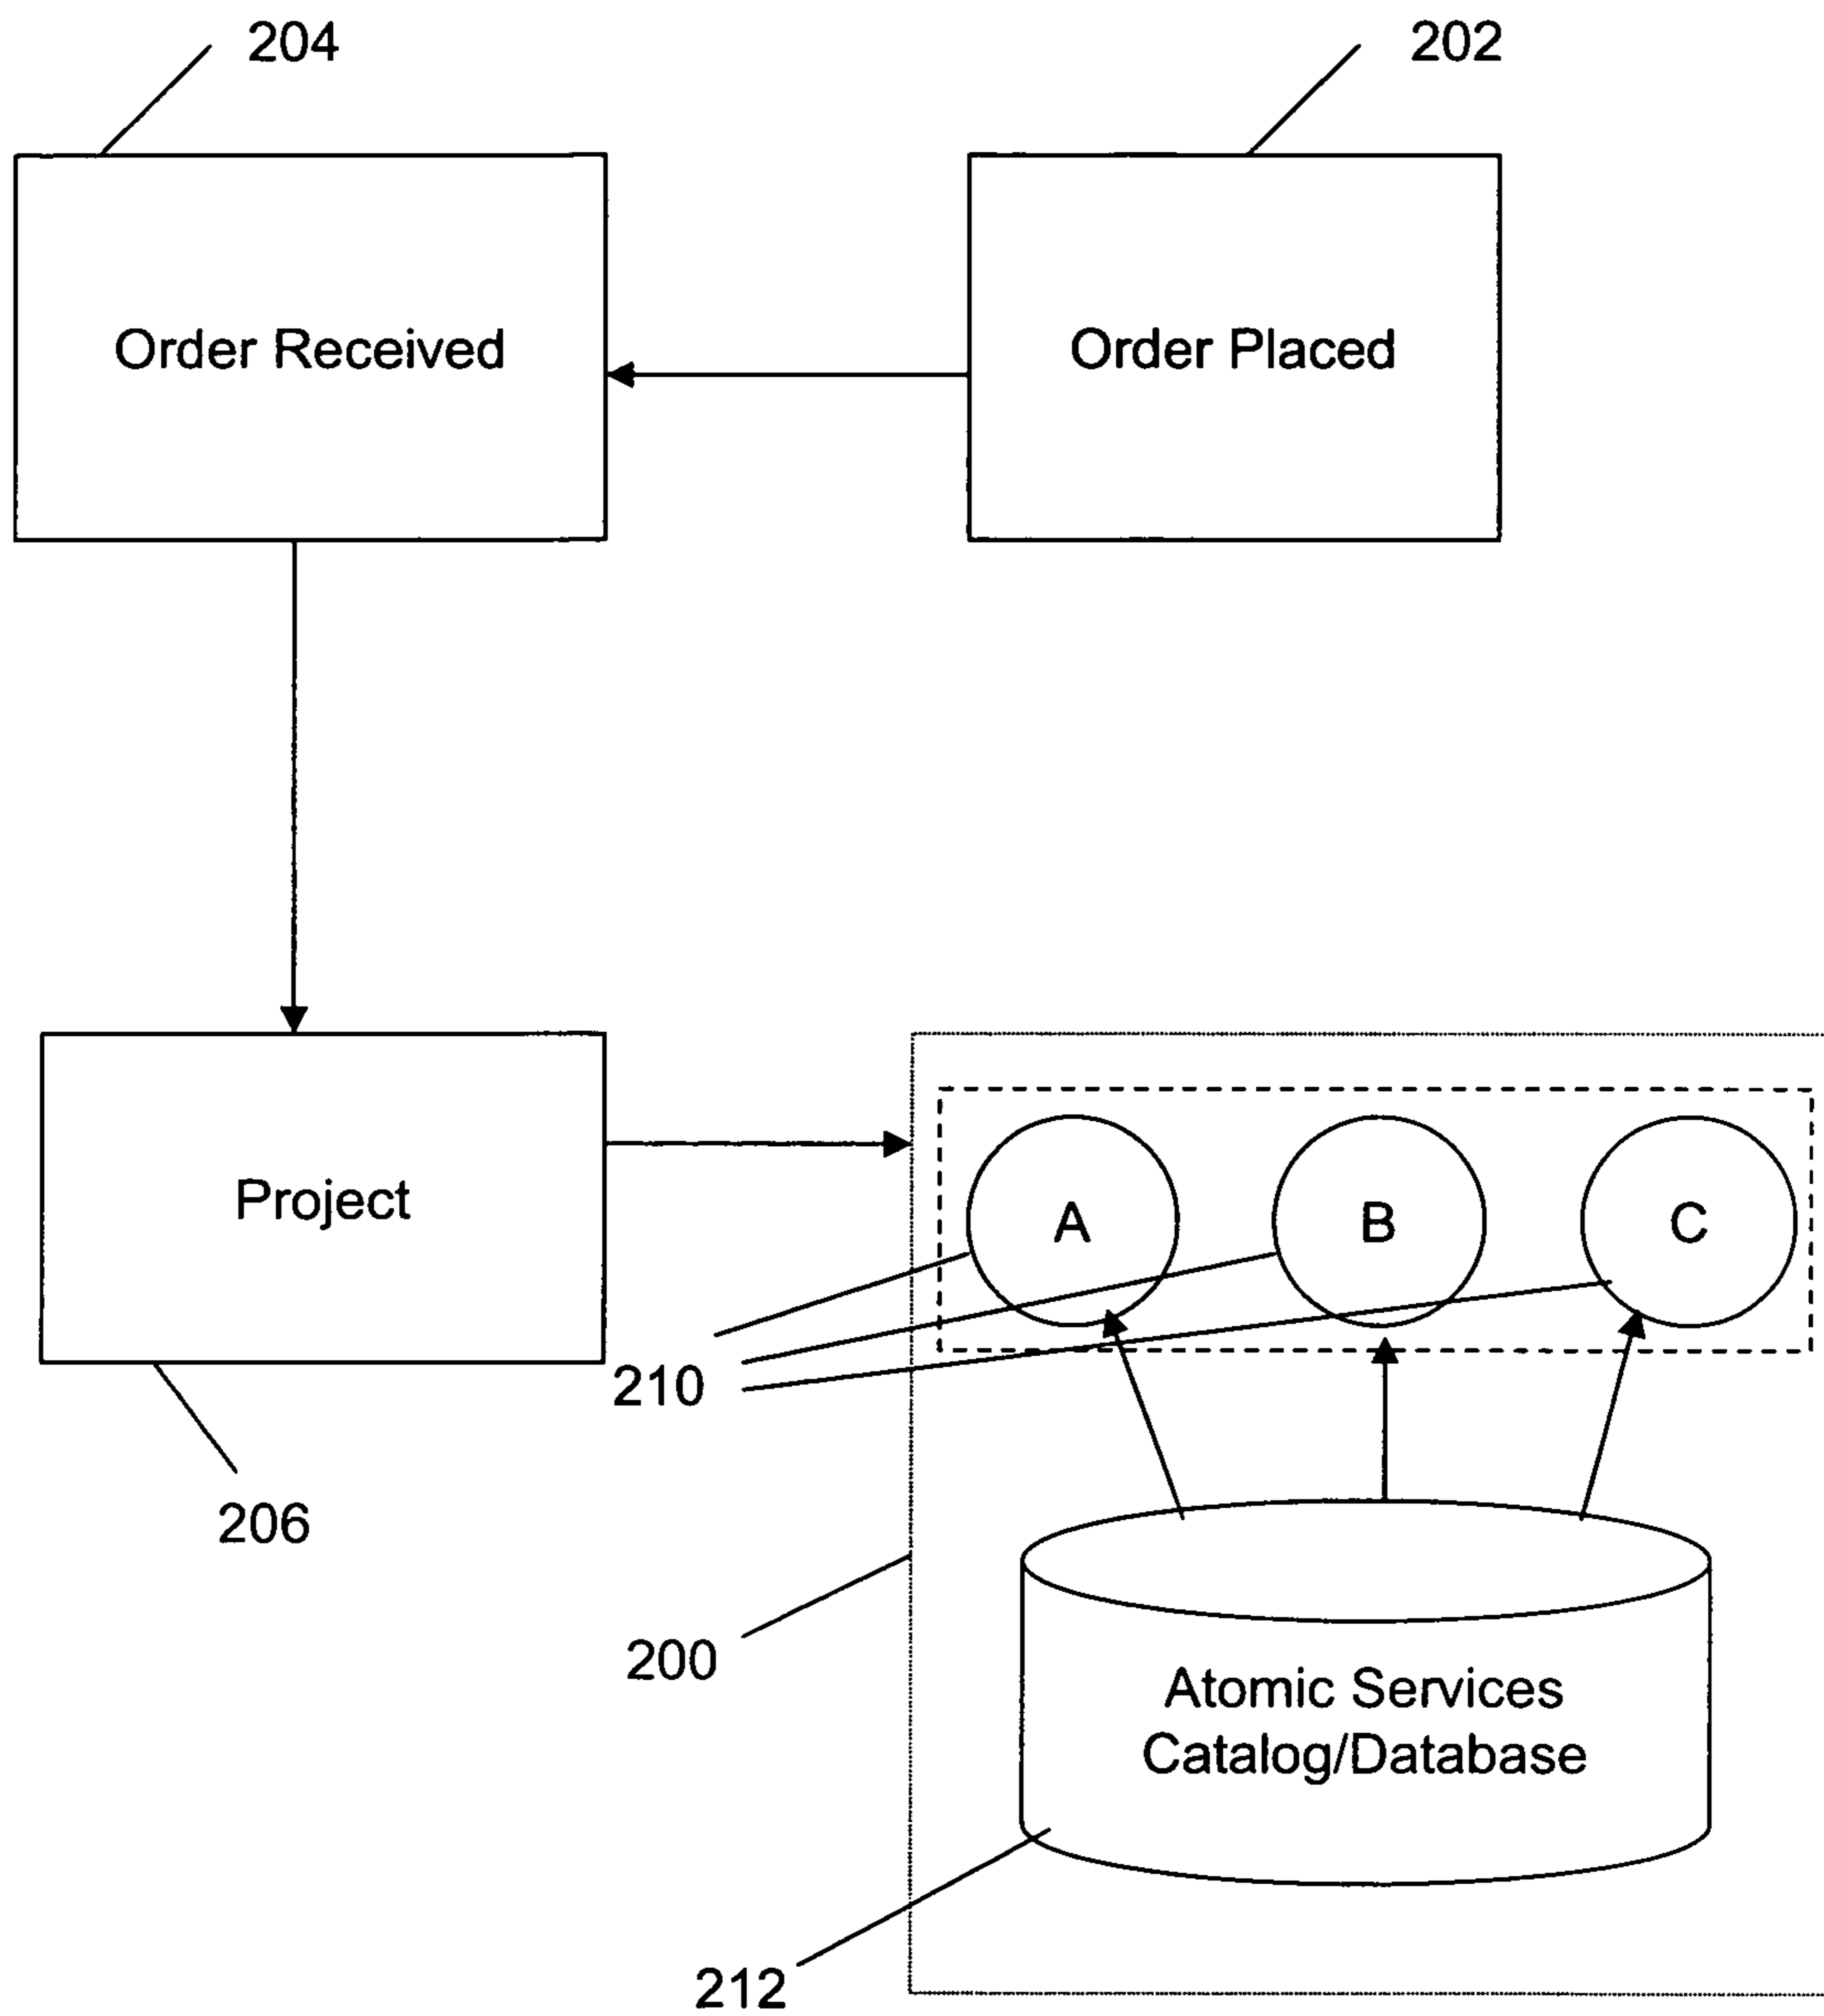 204
202
Order Received
Order Placed
Project
A
B
C
210
206
200
Atomic Services
Catalog/Database
212